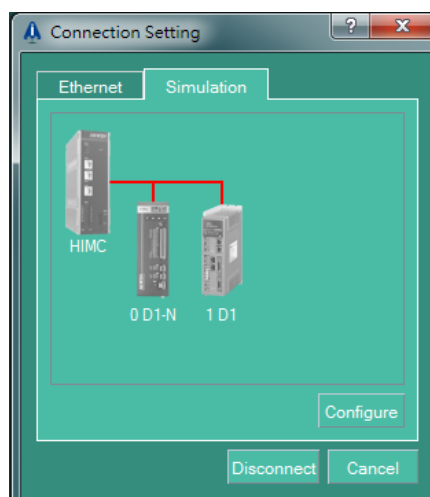 Connection Setting
?
X
Ethernet
Simulation
HIMC
0 D1-N
1 D1
Configure
Disconnect
Cancel